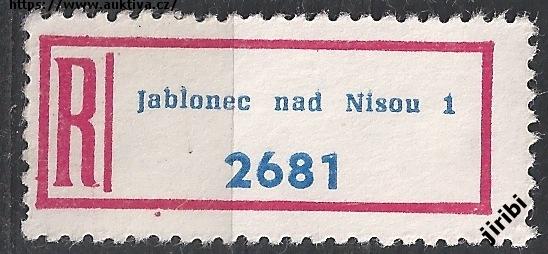 https://www.auktiva.cz/
R
Jablonec nad Nisou 1
2681
jiribi